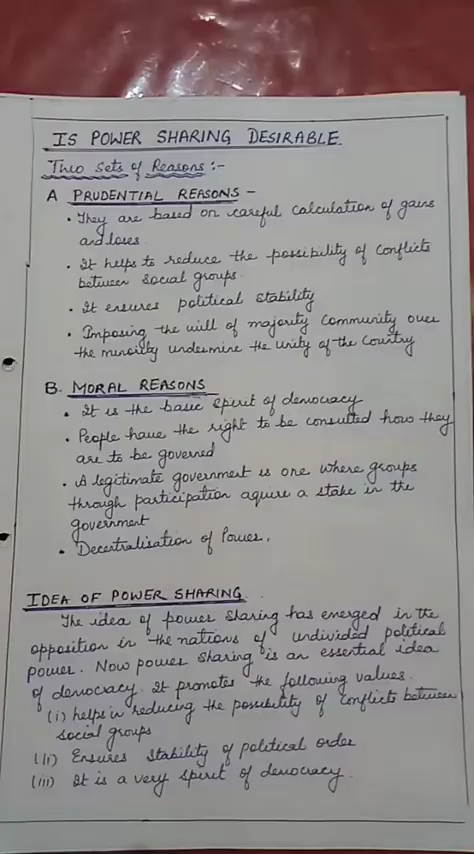 IS POWER SHARING DESIRABLE
Two Sets of Reasons :-
A PRUDENTIAL REASONS -
• They are based on careful calculation of gains
and loses.
• It helps to reduce the possibility of conflicts
between social groups.
• It ensures political stability
• Imposing the will of majority community over
the minority undermine the unity of the country
B. MORAL REASONS
• It is the basic spirit of democracy
• People have the right to be consulted how they
are to be governed
• A legitimate government is one where groups
through participation aquire a stake in the
government
• Decentralisation of Power.
IDEA OF POWER SHARING
The idea of power sharing has emerged in the
opposition in the nations of undivided political
power. Now power sharing is an essential idea
of democracy. It promotes the following values.
(i) helps in reducing the possibility of conflicts between
social groups
(ii) Ensures stability of political order
(iii) It is a very spirit of democracy.